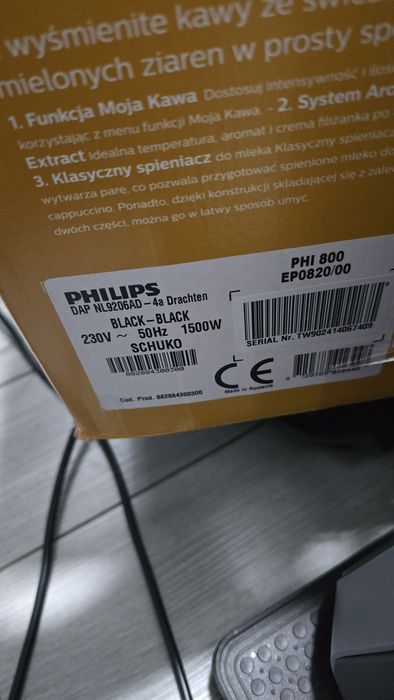 wyśmienite kawy ze
mielonych ziaren w prosty
1. Funkcja Moja Kawa Dostosuj intensywność i
korzystając z menu funkcji Moja Kawa. - 2. System
Extract Idealna temperatura, aromat i crema filiżanka po
3. Klasyczny spieniacz do mleka Klasyczny spieniacz
wytwarza parę, co pozwala przygotować spienione mleko do
cappuccino. Ponadto, dzięki konstrukcji składającej się z
dwóch części, można go w łatwy sposób umyć.
PHILIPS
DAP NL9206AD-4a Drachten
PHI 800
EP0820/00
BLACK-BLACK
230V ~ 50Hz 1500W
SCHUKO
882884300300
SERIAL Nr. TW902414067409
CE
Made in Romania
Cod. Prod. 882884300300